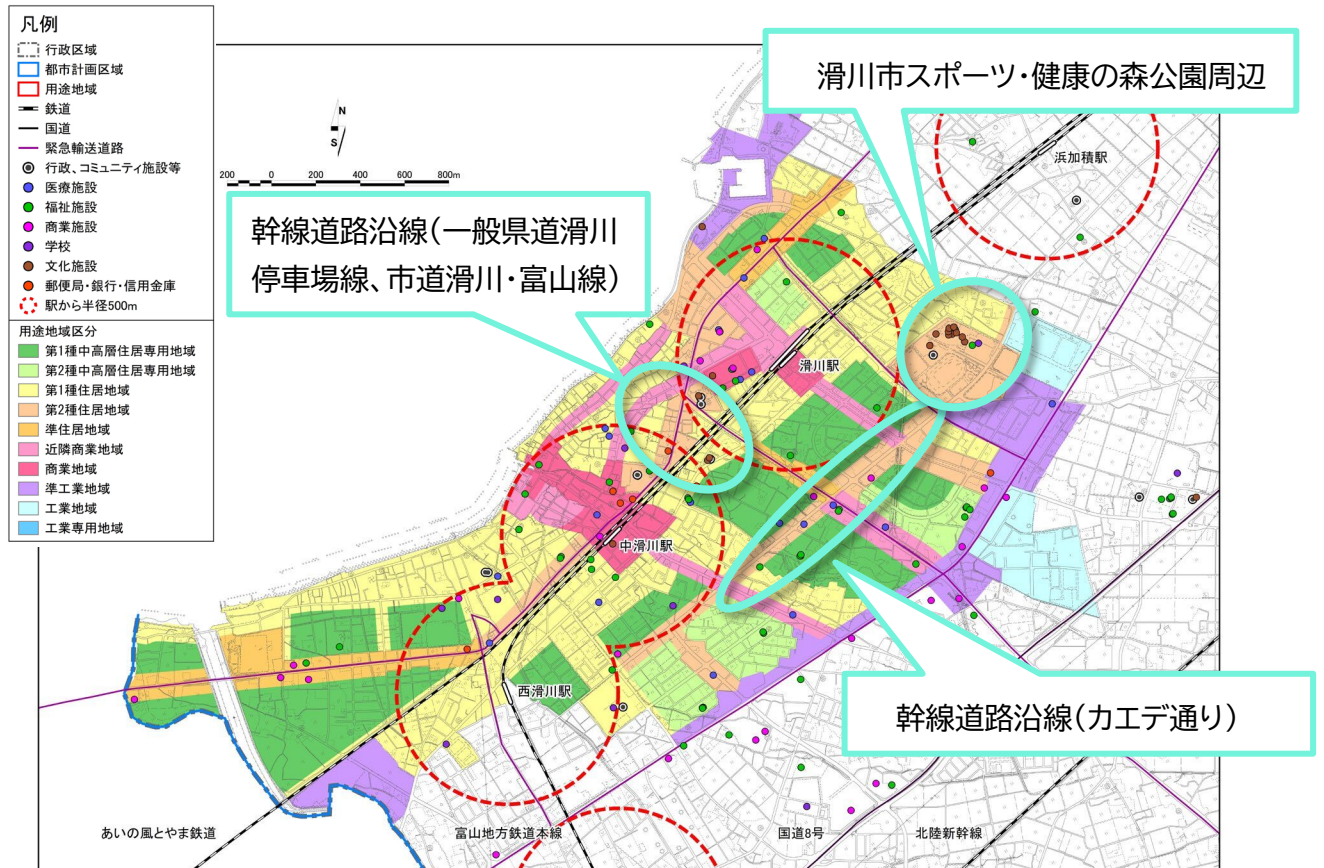 凡例
行政区域
都市計画区域
用途地域
鉄道
国道
緊急輸送道路
行政、コミュニティ施設等
医療施設
福祉施設
商業施設
学校
文化施設
郵便局・銀行・信用金庫
駅から半径500m
用途地域区分
第1種中高層住居専用地域
第2種中高層住居専用地域
第1種住居地域
第2種住居地域
準住居地域
近隣商業地域
商業地域
準工業地域
工業地域
工業専用地域
N
S
200 0 200 400 600 800m
滑川市スポーツ・健康の森公園周辺
幹線道路沿線(一般県道滑川
停車場線、市道滑川・富山線)
浜加積駅
滑川駅
中滑川駅
西滑川駅
幹線道路沿線(カエデ通り)
あいの風とやま鉄道
富山地方鉄道本線
国道8号
北陸新幹線